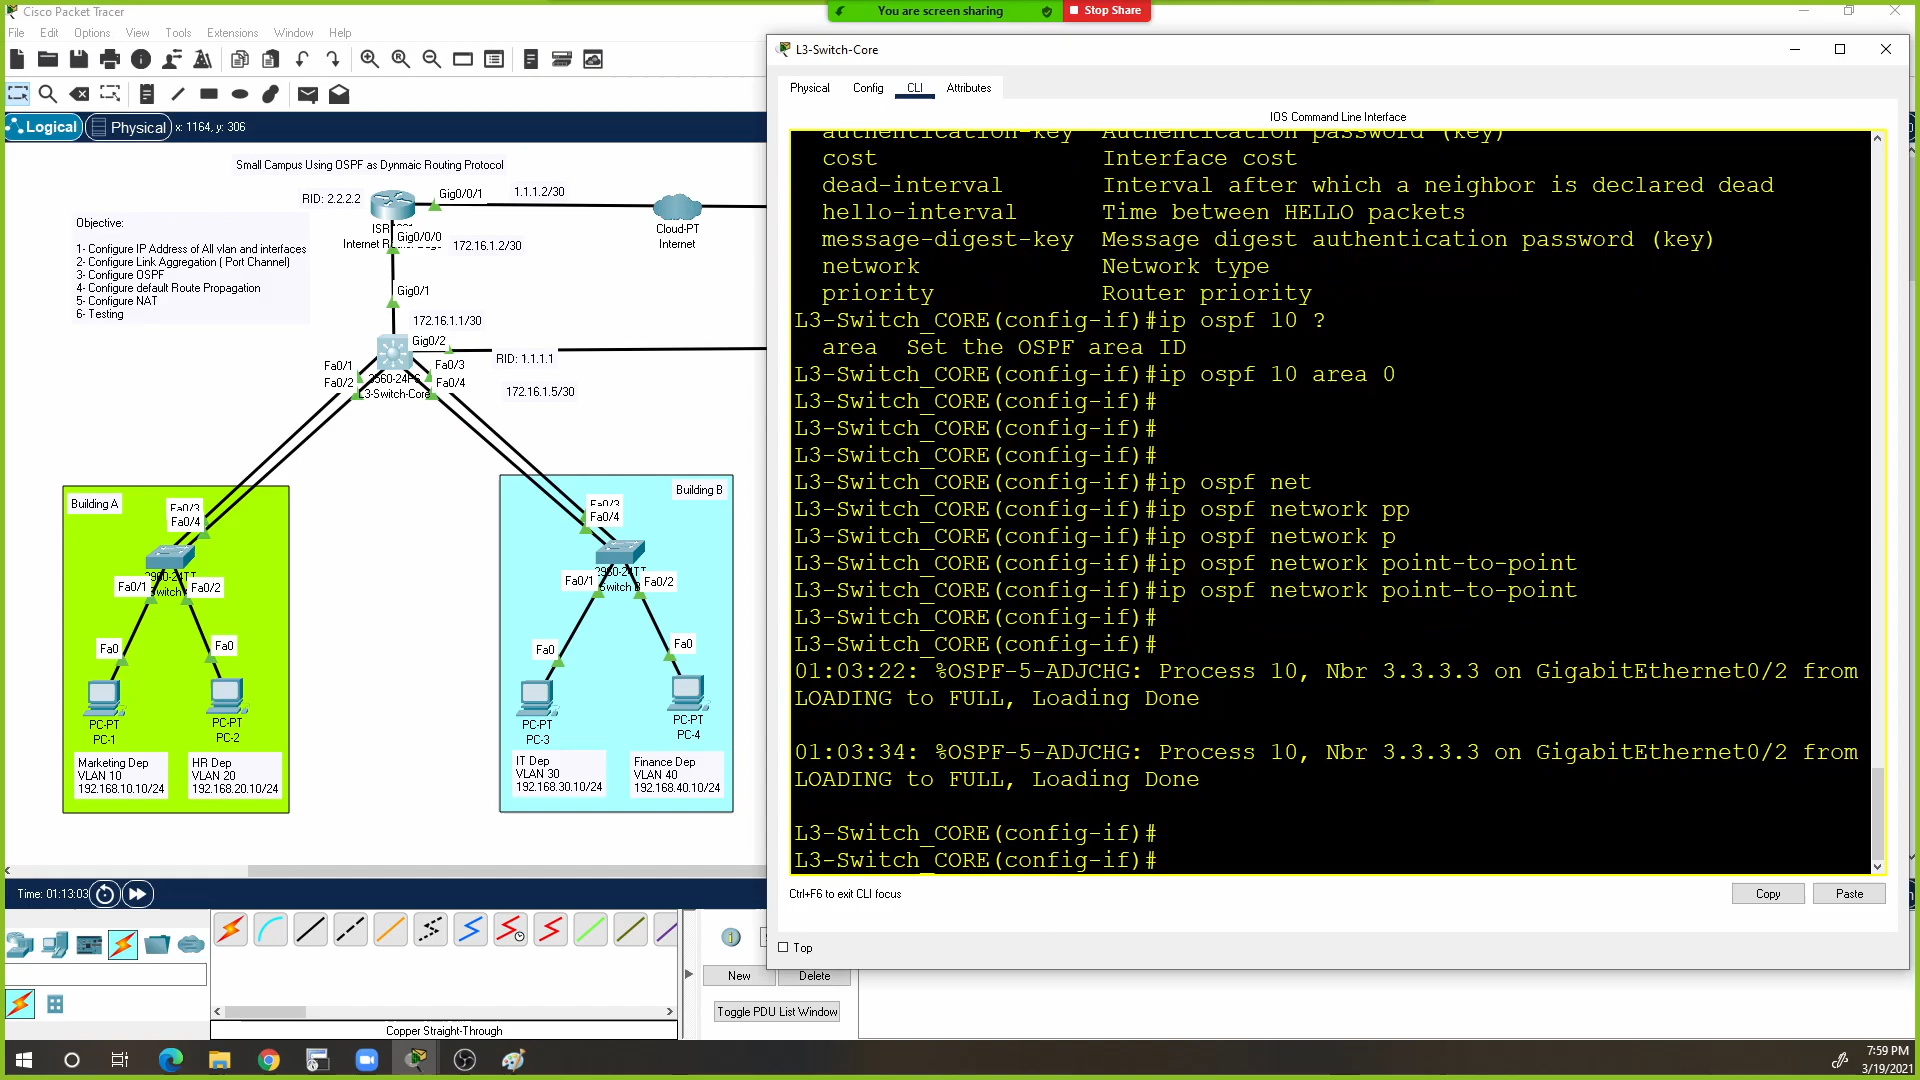 Cisco Packet Tracer
You are screen sharing
Stop Share
File Edit Options View Tools Extensions Window Help
Logical
Physical
x: 1164, y: 306
Small Campus Using OSPF as Dynmaic Routing Protocol
RID: 2.2.2.2
Gig0/0/1
1.1.1.2/30
Objective:
1- Configure IP Address of All vlan and interfaces
2- Configure Link Aggregation ( Port Channel)
3- Configure OSPF
4- Configure default Route Propagation
5- Configure NAT
6- Testing
Internet
Gig0/0/0
172.16.1.2/30
Cloud-PT
Internet
Gig0/1
172.16.1.1/30
Gig0/2
RID: 1.1.1.1
Fa0/1
Fa0/2
Fa0/3
Fa0/4
3560-24PS
L3-Switch-Core
172.16.1.5/30
Building A
Fa0/3
Fa0/4
2960-24TT
Switch
Fa0/1
Fa0/2
Fa0
Fa0
PC-PT
PC-1
PC-PT
PC-2
Marketing Dep
VLAN 10
192.168.10.10/24
HR Dep
VLAN 20
192.168.20.10/24
Building B
Fa0/3
Fa0/4
2960-24TT
Switch B
Fa0/1
Fa0/2
Fa0
Fa0
PC-PT
PC-3
PC-PT
PC-4
IT Dep
VLAN 30
192.168.30.10/24
Finance Dep
VLAN 40
192.168.40.10/24
Time: 01:13:03
Copper Straight-Through
New
Delete
Toggle PDU List Window
L3-Switch-Core
Physical Config CLI Attributes
IOS Command Line Interface
authentication-key Authentication password (key)
cost Interface cost
dead-interval Interval after which a neighbor is declared dead
hello-interval Time between HELLO packets
message-digest-key Message digest authentication password (key)
network Network type
priority Router priority
L3-Switch_CORE(config-if)#ip ospf 10 ?
area Set the OSPF area ID
L3-Switch_CORE(config-if)#ip ospf 10 area 0
L3-Switch_CORE(config-if)#
L3-Switch_CORE(config-if)#
L3-Switch_CORE(config-if)#
L3-Switch_CORE(config-if)#ip ospf net
L3-Switch_CORE(config-if)#ip ospf network pp
L3-Switch_CORE(config-if)#ip ospf network p
L3-Switch_CORE(config-if)#ip ospf network point-to-point
L3-Switch_CORE(config-if)#ip ospf network point-to-point
L3-Switch_CORE(config-if)#
L3-Switch_CORE(config-if)#
01:03:22: %OSPF-5-ADJCHG: Process 10, Nbr 3.3.3.3 on GigabitEthernet0/2 from
LOADING to FULL, Loading Done
01:03:34: %OSPF-5-ADJCHG: Process 10, Nbr 3.3.3.3 on GigabitEthernet0/2 from
LOADING to FULL, Loading Done
L3-Switch_CORE(config-if)#
L3-Switch_CORE(config-if)#
Ctrl+F6 to exit CLI focus
Copy
Paste
Top
7:59 PM
3/19/2021